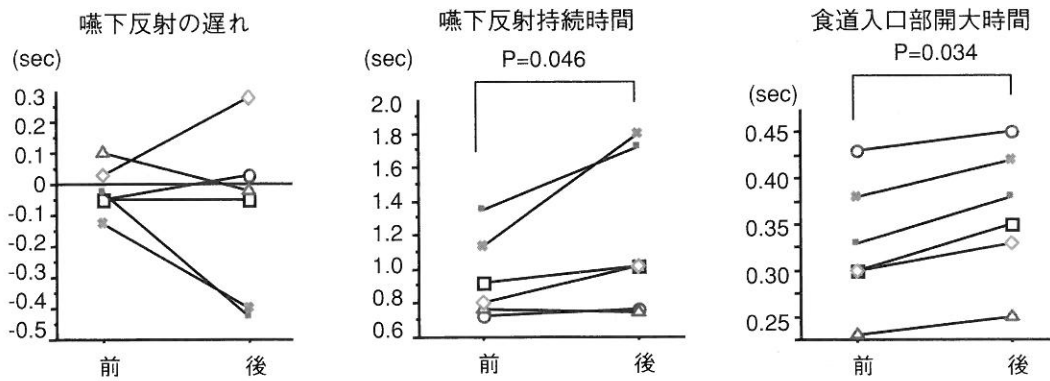 嚥下反射の遅れ
(sec)
0.3
0.2
0.1
0
-0.1
-0.2
-0.3
-0.4
-0.5
前 後
嚥下反射持続時間
(sec)
P=0.046
2.0
1.8
1.6
1.4
1.2
1.0
0.8
0.6
前 後
食道入口部開大時間
P=0.034
(sec)
0.45
0.40
0.35
0.30
0.25
前 後